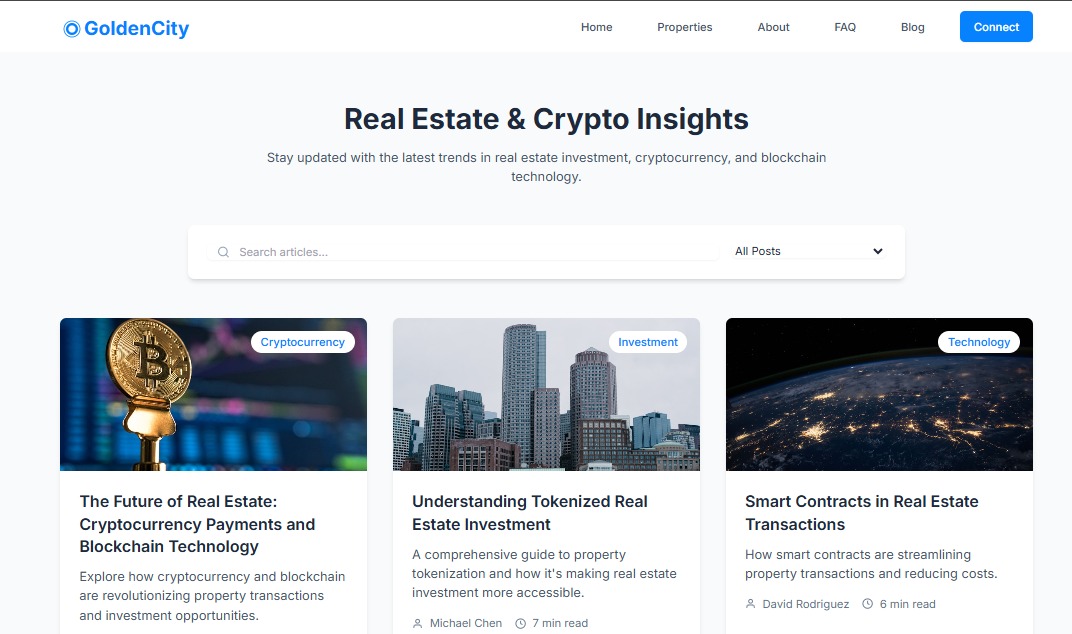 GoldenCity
Home Properties About FAQ Blog Connect
Real Estate & Crypto Insights
Stay updated with the latest trends in real estate investment, cryptocurrency, and blockchain
technology.
Search articles...
All Posts
Cryptocurrency
The Future of Real Estate:
Cryptocurrency Payments and
Blockchain Technology
Explore how cryptocurrency and blockchain
are revolutionizing property transactions
and investment opportunities.
Investment
Understanding Tokenized Real
Estate Investment
A comprehensive guide to property
tokenization and how it's making real estate
investment more accessible.
Michael Chen 7 min read
Technology
Smart Contracts in Real Estate
Transactions
How smart contracts are streamlining
property transactions and reducing costs.
David Rodriguez 6 min read